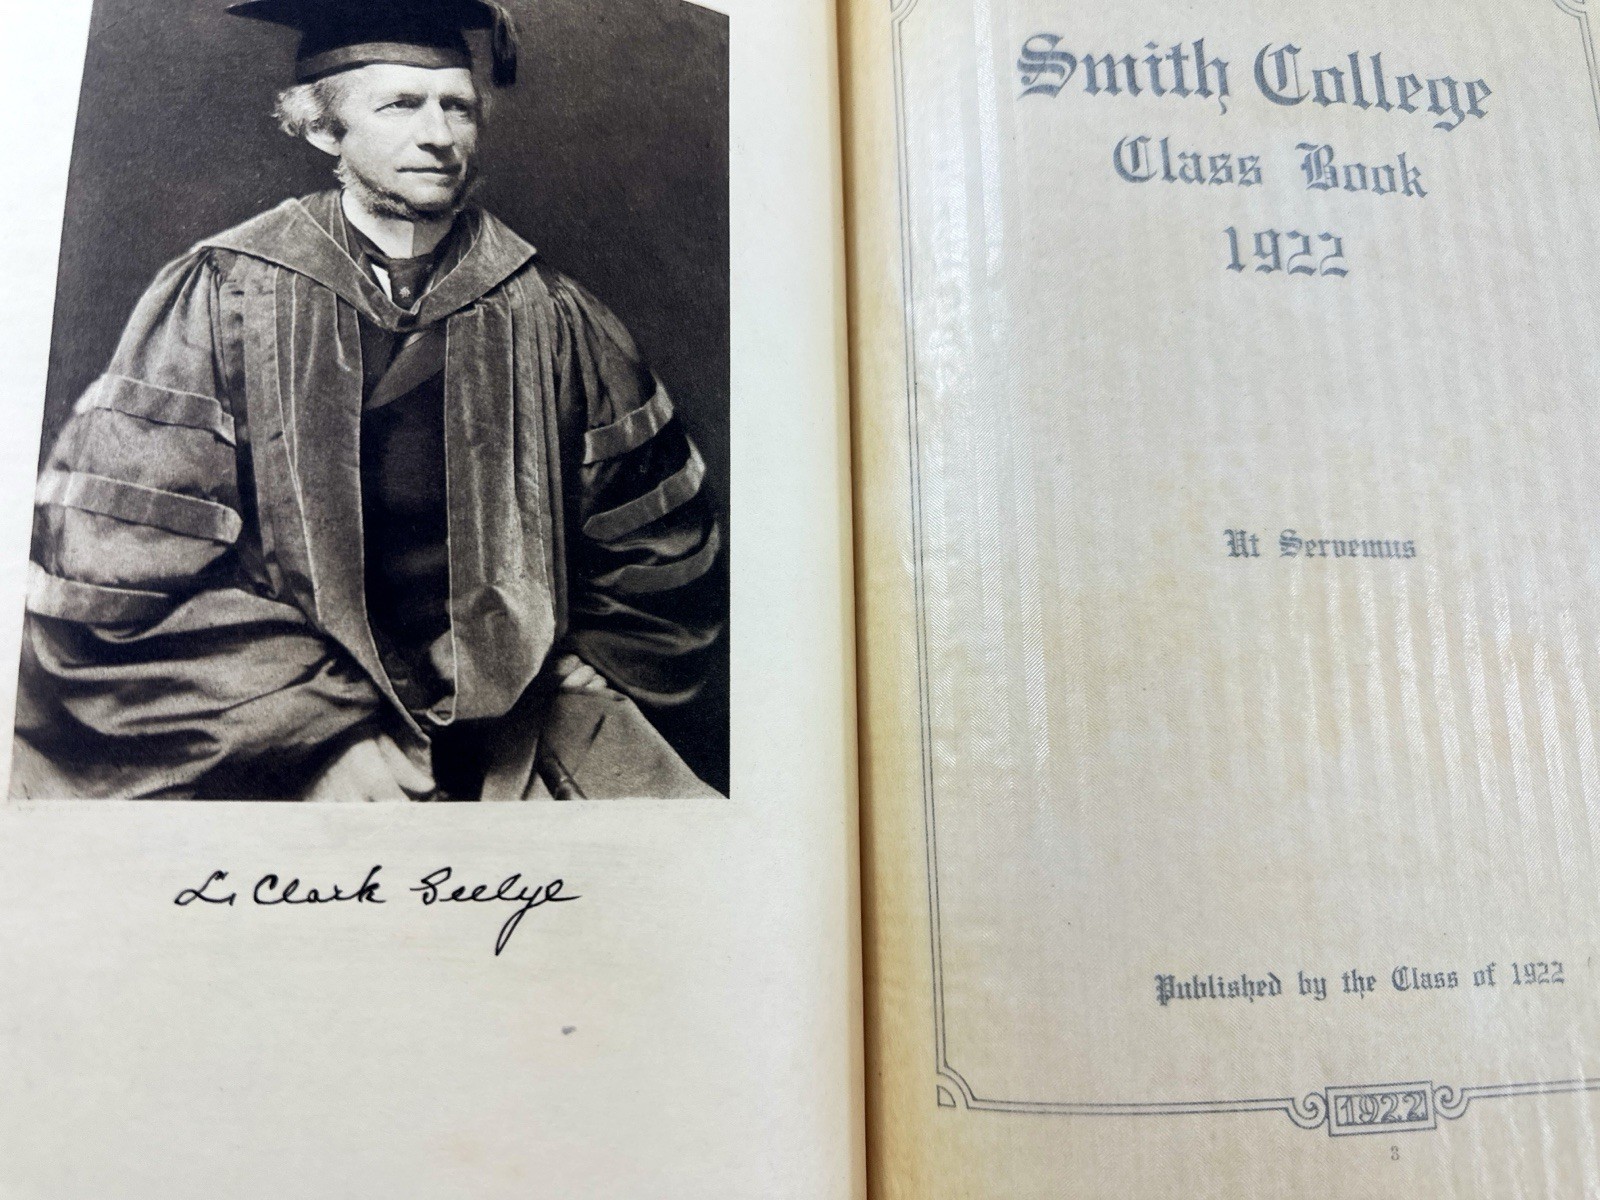 L. Clark Seelye
Smith College
Class Book
1922
Ut Servemus
Published by the Class of 1922
1922
3